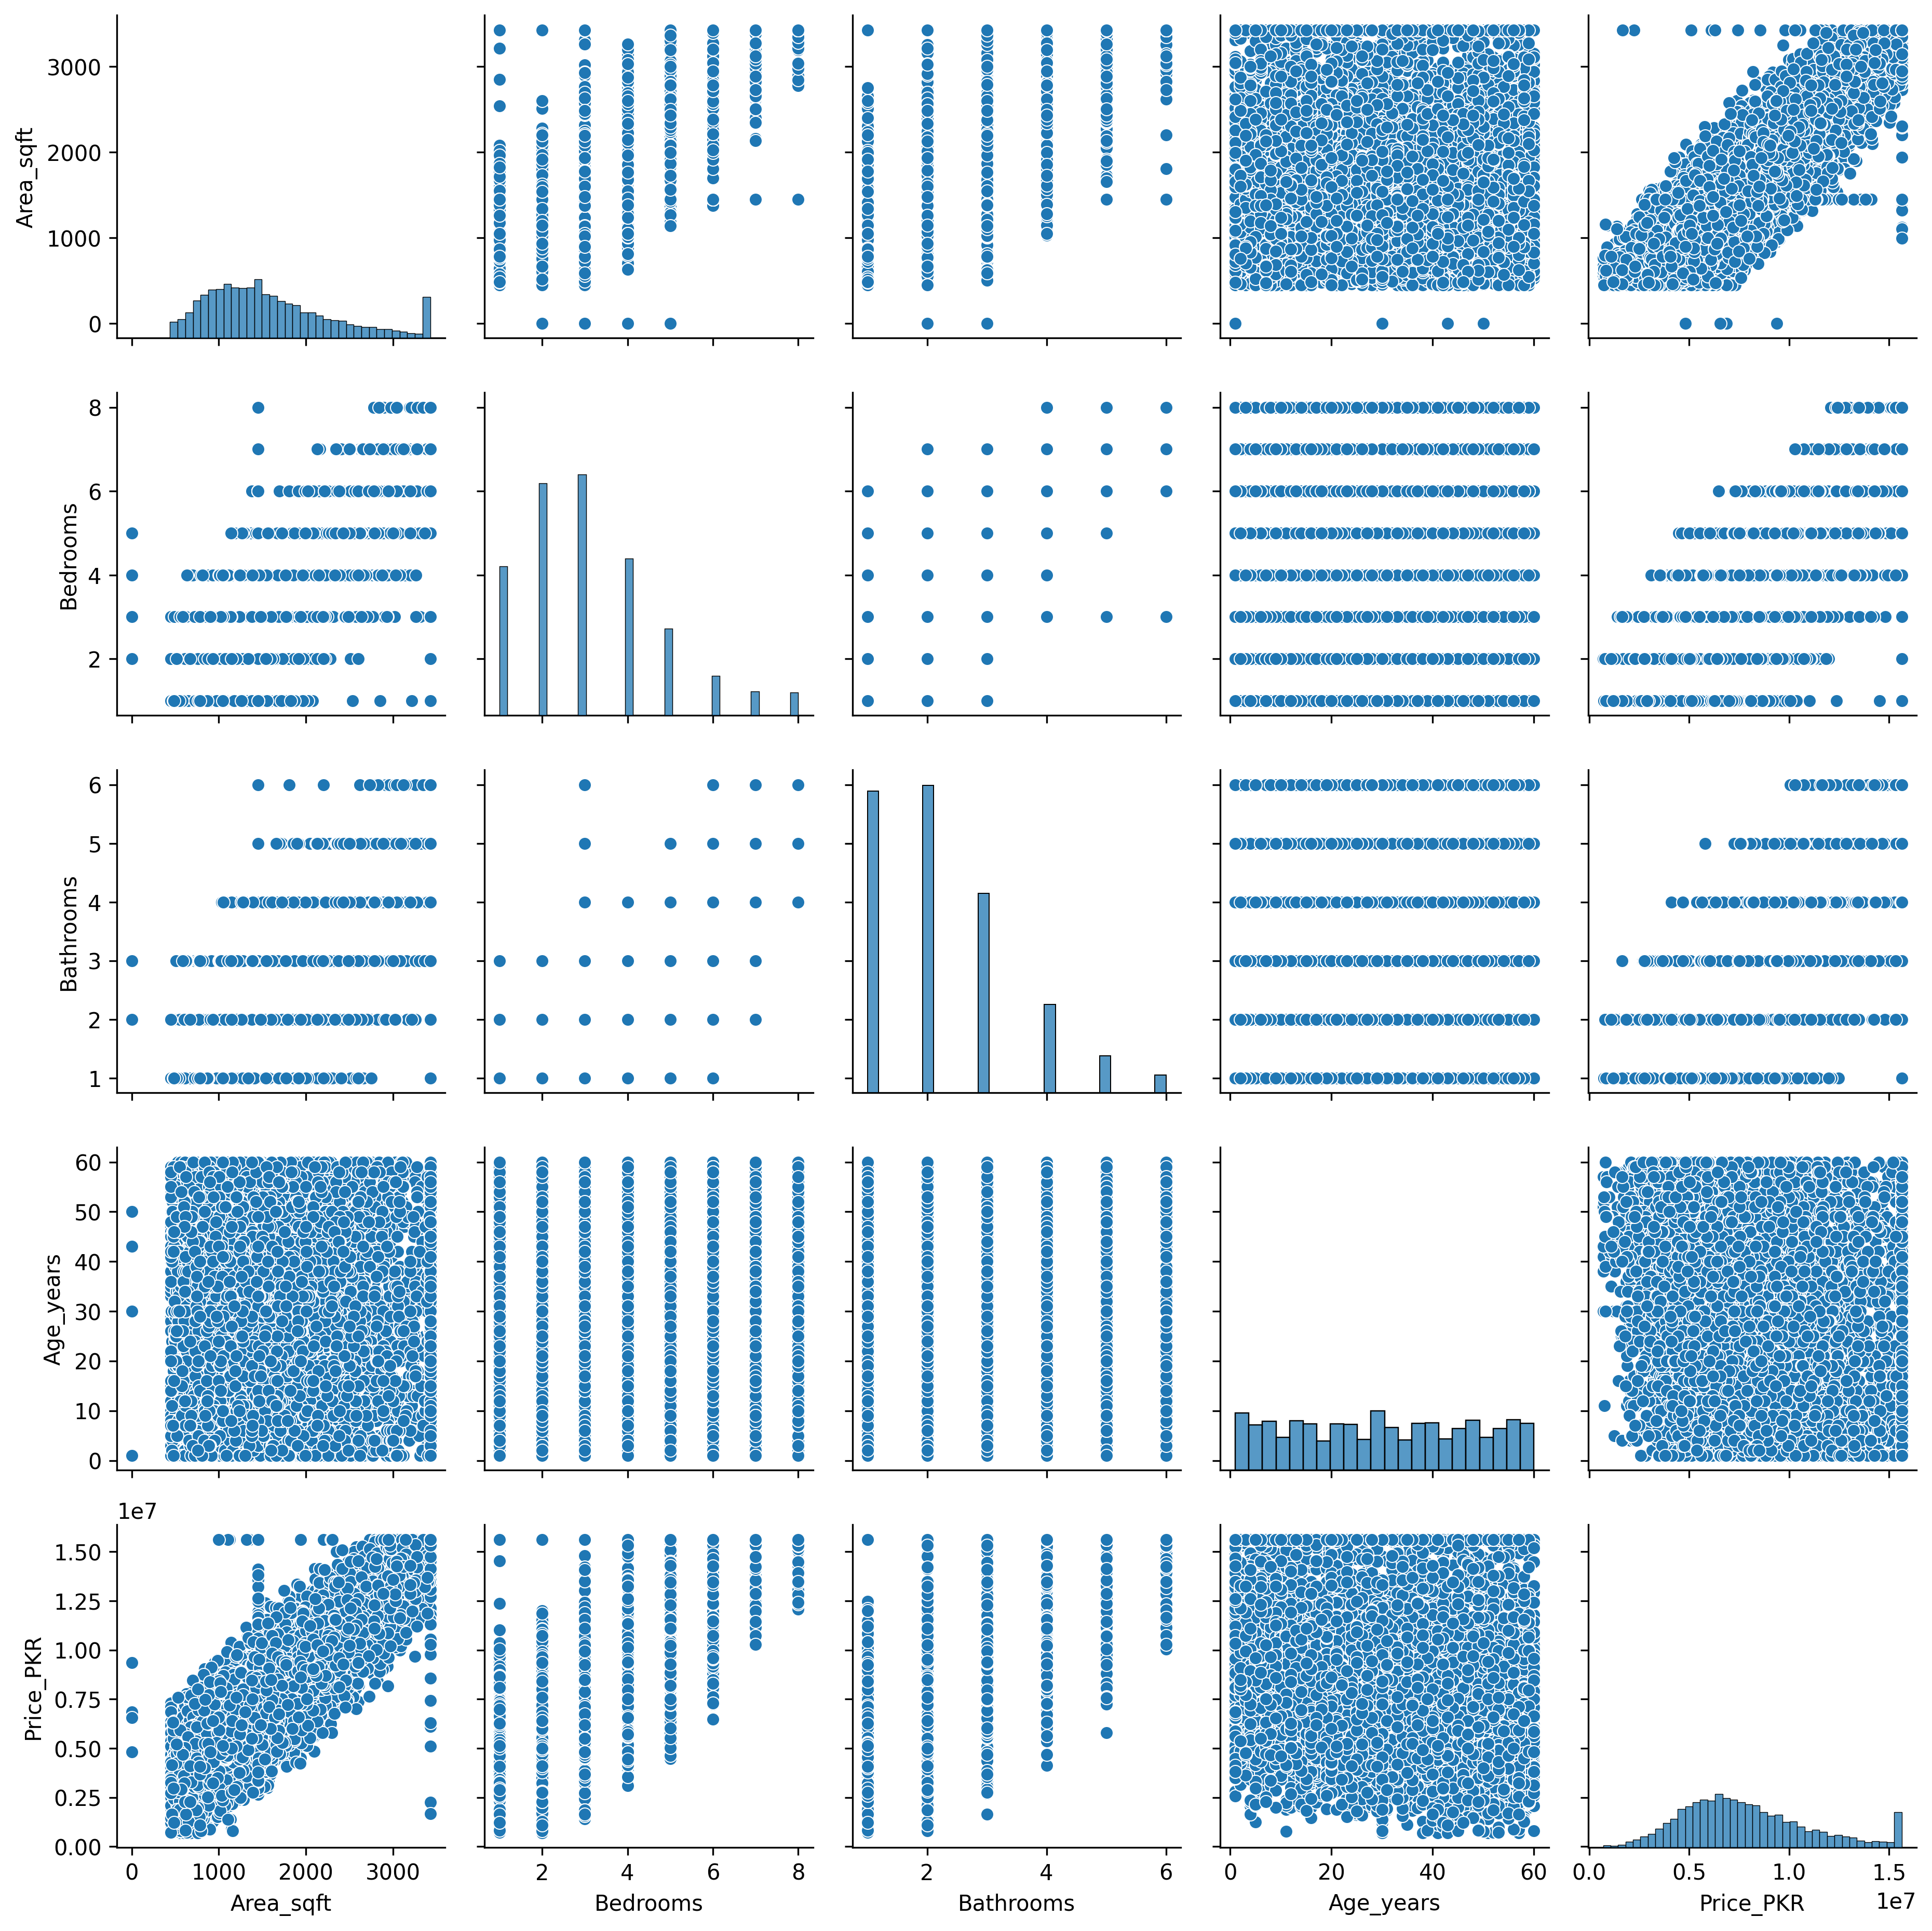 3000
2000
1000
0
Area_sqft
8
6
4
2
Bedrooms
6
5
4
3
2
1
Bathrooms
60
50
40
30
20
10
0
Age_years
1e7
1.50
1.25
1.00
0.75
0.50
0.25
0.00
Price_PKR
0 1000 2000 3000
Area_sqft
2 4 6 8
Bedrooms
2 4 6
Bathrooms
0 20 40 60
Age_years
0.0 0.5 1.0 1.5
1e7
Price_PKR